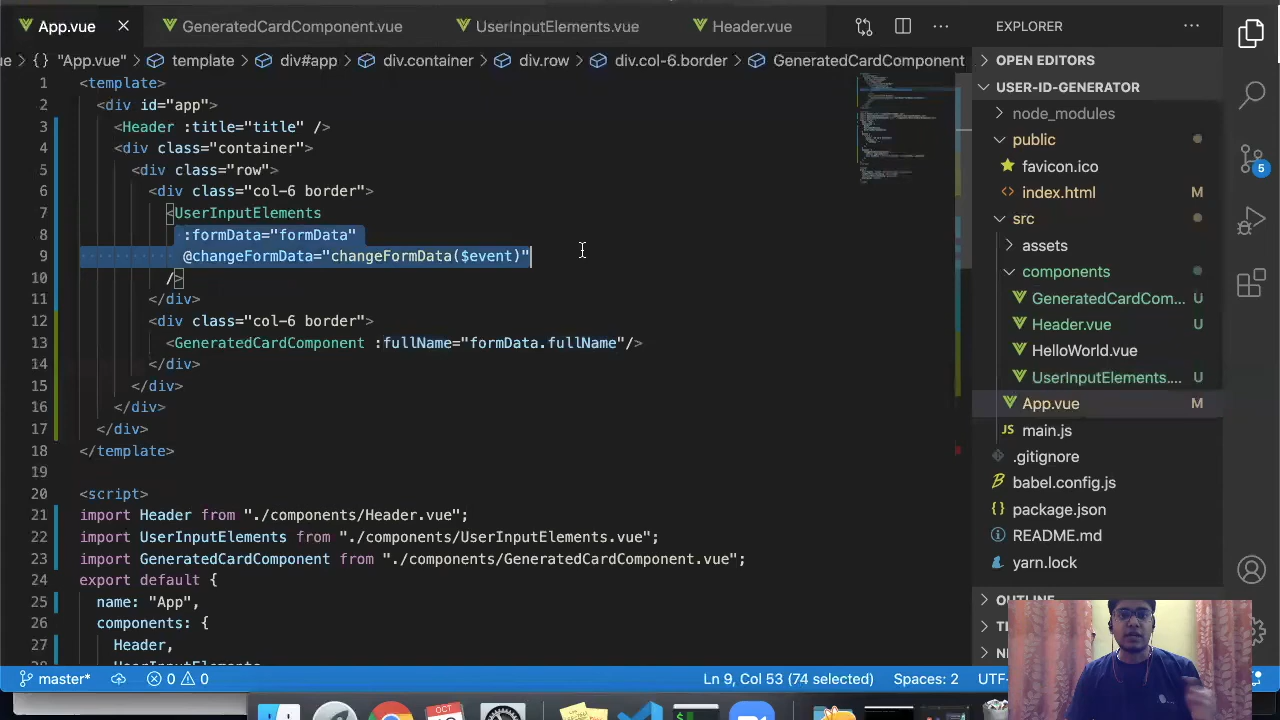 App.vue
GeneratedCardComponent.vue
UserInputElements.vue
Header.vue
EXPLORER
ue > {} "App.vue" > template > div#app > div.container > div.row > div.col-6.border > GeneratedCardComponent
1 <template>
2 <div id="app">
3 <Header :title="title" />
4 <div class="container">
5 <div class="row">
6 <div class="col-6 border">
7 <UserInputElements
8 :formData="formData"
9 @changeFormData="changeFormData($event)"
10 />
11 </div>
12 <div class="col-6 border">
13 <GeneratedCardComponent :fullName="formData.fullName"/>
14 </div>
15 </div>
16 </div>
17 </div>
18 </template>
19
20 <script>
21 import Header from "./components/Header.vue";
22 import UserInputElements from "./components/UserInputElements.vue";
23 import GeneratedCardComponent from "./components/GeneratedCardComponent.vue";
24 export default {
25 name: "App",
26 components: {
27 Header,
OPEN EDITORS
USER-ID-GENERATOR
node_modules
public
favicon.ico
index.html M
src
assets
components
GeneratedCardCom... U
Header.vue U
HelloWorld.vue
UserInputElements.... U
App.vue M
JS main.js
.gitignore
babel.config.js
package.json
README.md
yarn.lock
OUTLINE
5
master*
0 0
Ln 9, Col 53 (74 selected)
Spaces: 2
UTF-
OCT